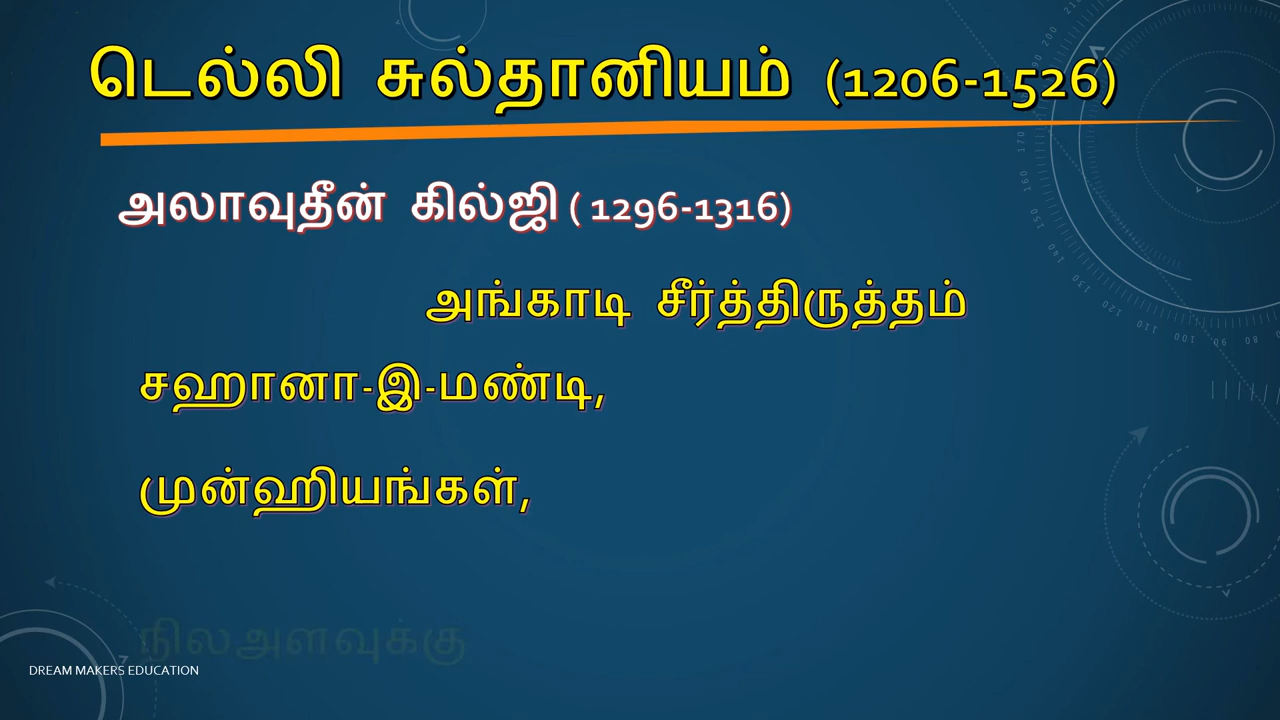 டெல்லி சுல்தானியம் (1206-1526)
அலாவுதீன் கில்ஜி ( 1296-1316)
அங்காடி சீர்த்திருத்தம்
சஹானா-இ-மண்டி,
முன்ஹியங்கள்,
நிலஅளவுக்கு
DREAM MAKERS EDUCATION